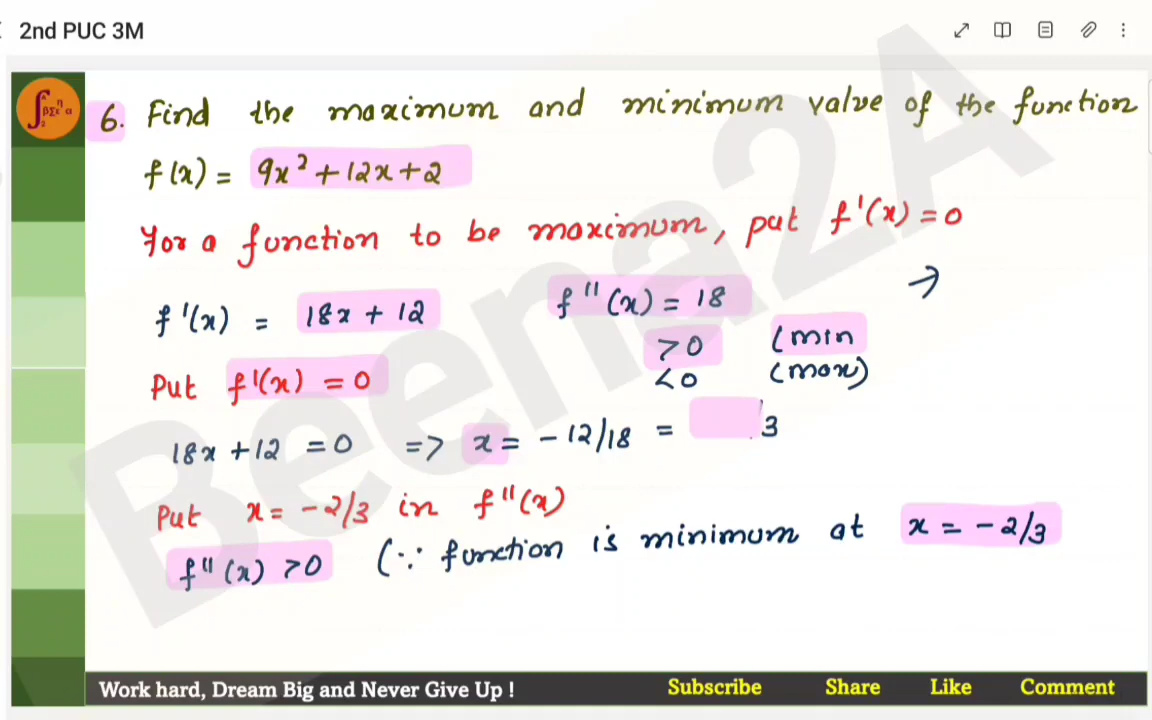 2nd PUC 3M
6. Find the maximum and minimum value of the function
f(x) = 9x² + 12x + 2
For a function to be maximum, put f'(x) = 0
f'(x) = 18x + 12 f''(x) = 18 →
>0 (min
Put f'(x) = 0 <0 (max)
18x + 12 = 0 => x = -12/18 = 3
Put x = -2/3 in f''(x)
f''(x) >0 (∵ function is minimum at x = -2/3
Beena2A
Work hard, Dream Big and Never Give Up ! Subscribe Share Like Comment